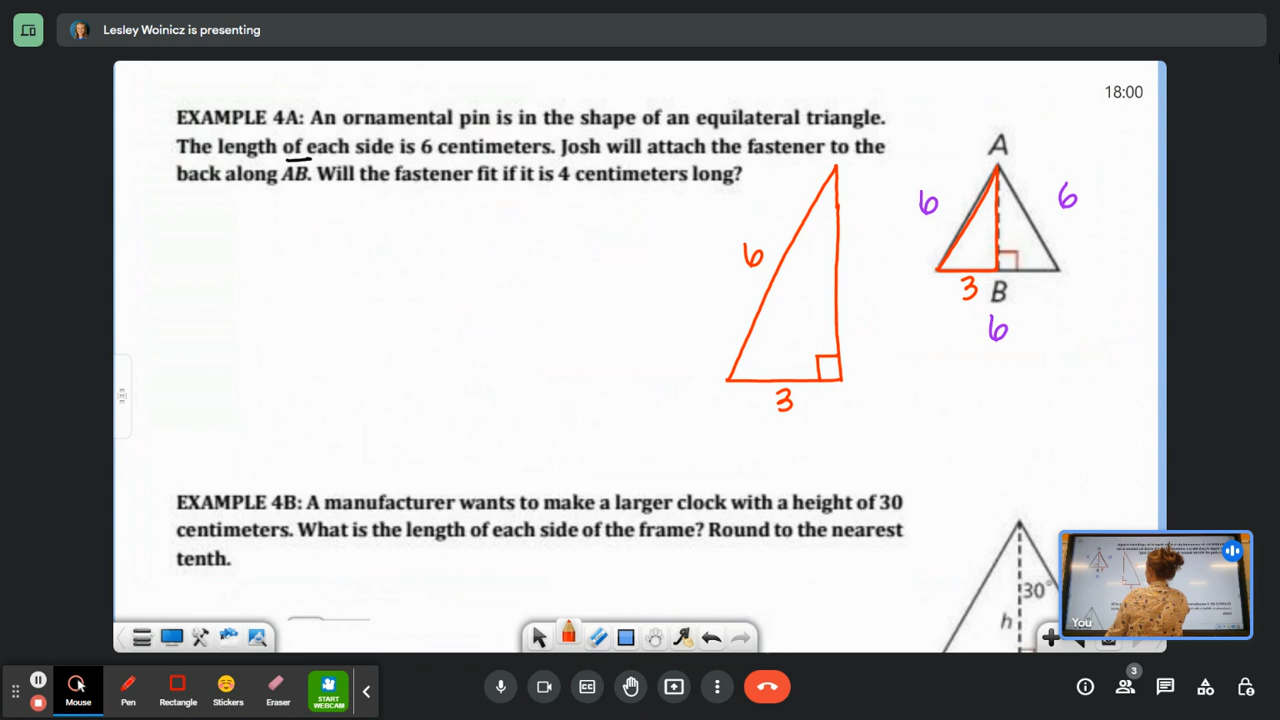 Lesley Woinicz is presenting
18:00
EXAMPLE 4A: An ornamental pin is in the shape of an equilateral triangle.
The length of each side is 6 centimeters. Josh will attach the fastener to the
back along AB. Will the fastener fit if it is 4 centimeters long?
A
6
6
6
3
B
6
3
EXAMPLE 4B: A manufacturer wants to make a larger clock with a height of 30
centimeters. What is the length of each side of the frame? Round to the nearest
tenth.
30°
h
You
3
Mouse
Pen
Rectangle
Stickers
Eraser
START
WEBCAM